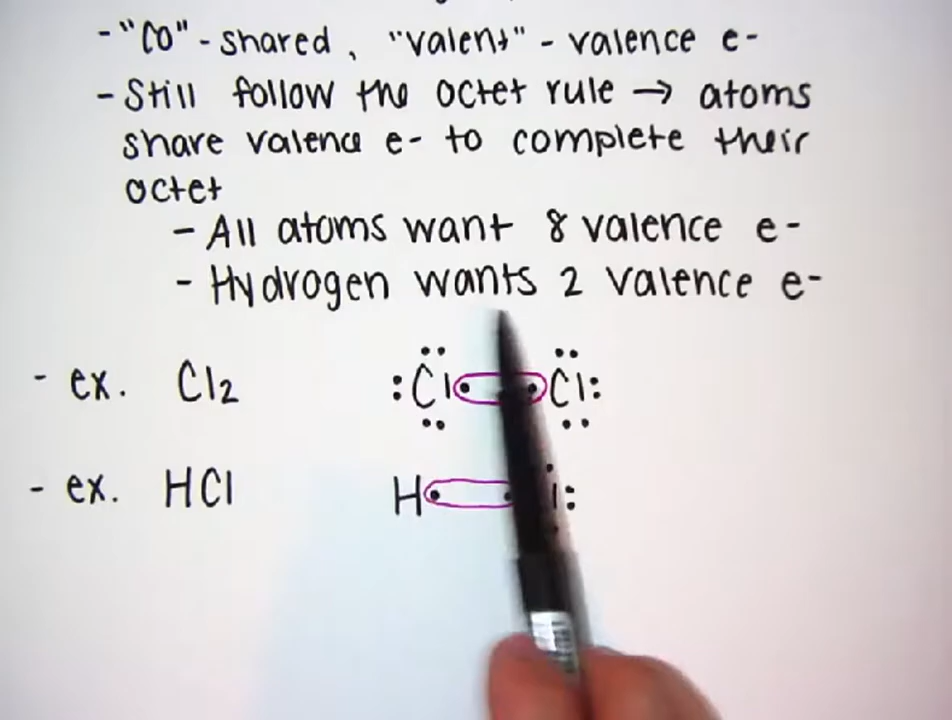 - "CO" - shared, "valent" - valence e-
- Still follow the octet rule → atoms
share valence e- to complete their
octet
- All atoms want 8 valence e-
- Hydrogen wants 2 valence e-
- ex. Cl2 :Cl· ·Cl:
- ex. HCl H·